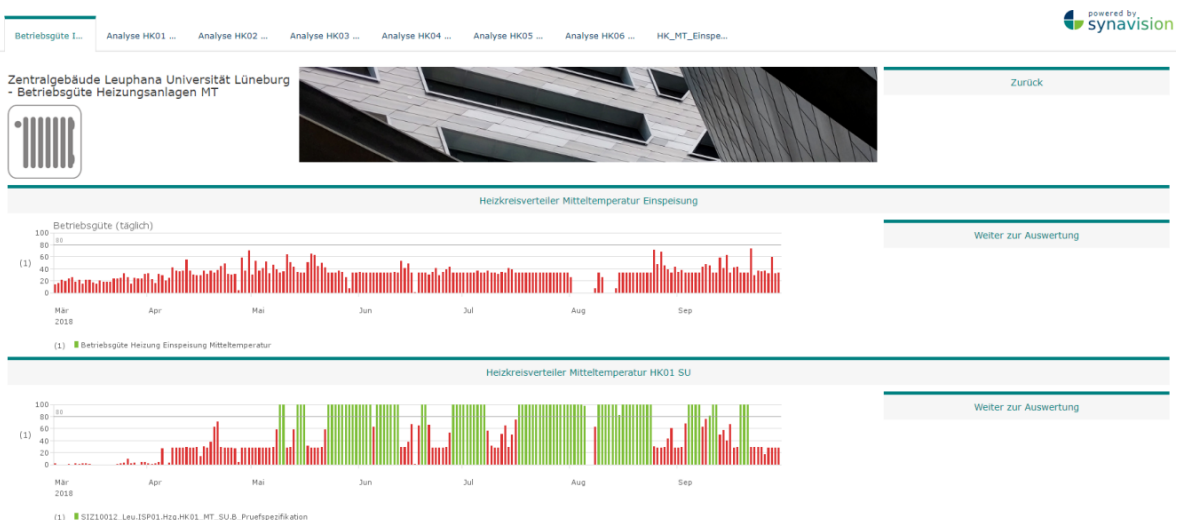 powered by
synavision
Betriebsgüte I...
Analyse HK01 ...
Analyse HK02 ...
Analyse HK03 ...
Analyse HK04 ...
Analyse HK05 ...
Analyse HK06 ...
HK_MT_Einspe...
Zentralgebäude Leuphana Universität Lüneburg
- Betriebsgüte Heizungsanlagen MT
Zurück
Heizkreisverteiler Mitteltemperatur Einspeisung
Betriebsgüte (täglich)
Weiter zur Auswertung
100
80
80
(1)
60
40
20
0
Mär
Apr
Mai
Jun
Jul
Aug
Sep
2018
(1) Betriebsgüte Heizung Einspeisung Mitteltemperatur
Heizkreisverteiler Mitteltemperatur HK01 SU
Weiter zur Auswertung
100
80
80
(1)
60
40
20
0
Mär
Apr
Mai
Jun
Jul
Aug
Sep
2018
(1) SIZ10012_Leu.ISP01.Hzg.HK01_MT_SU.B_Pruefspezifikation